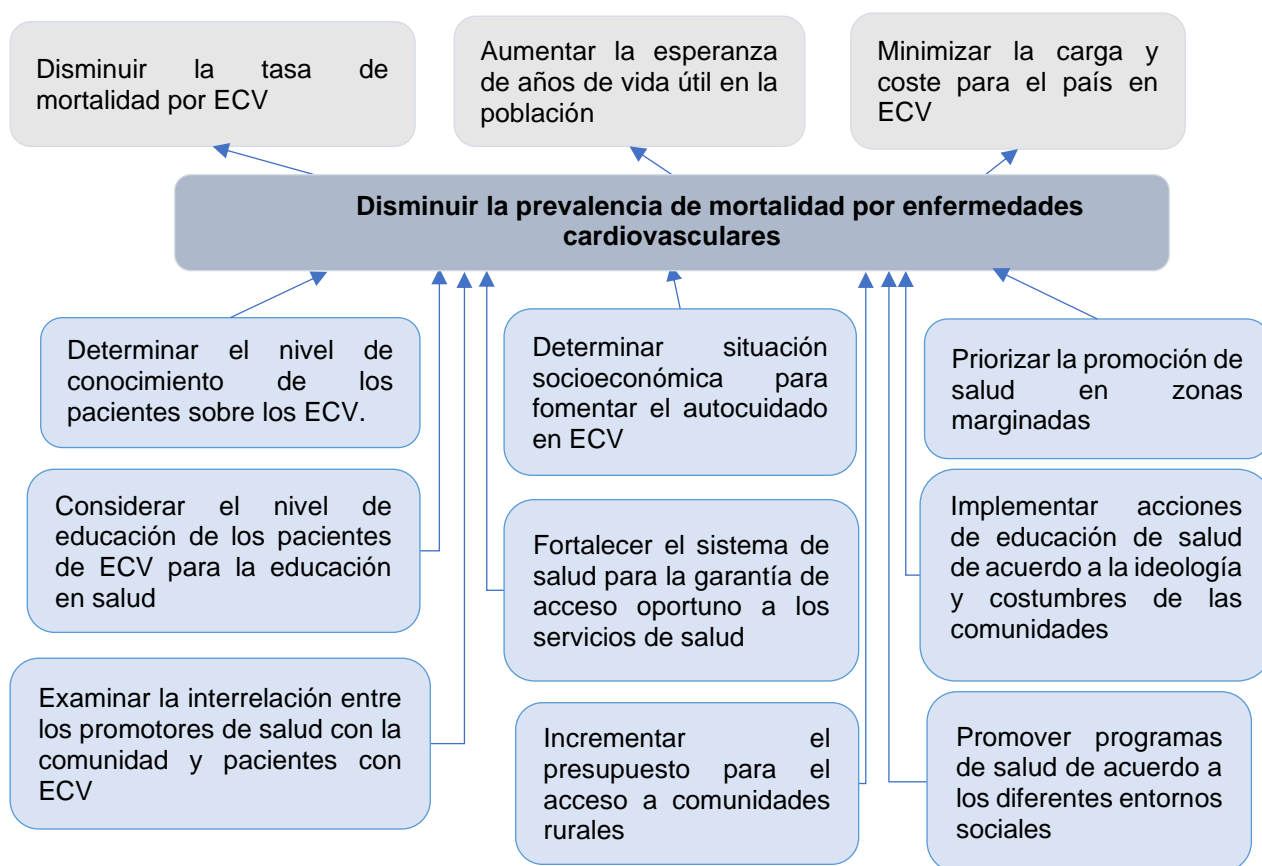 Disminuir la tasa de
mortalidad por ECV
Aumentar la esperanza
de años de vida útil en la
población
Minimizar la carga y
coste para el país en
ECV
Disminuir la prevalencia de mortalidad por enfermedades
cardiovasculares
Determinar el nivel de
conocimiento de los
pacientes sobre los ECV.
Determinar situación
socioeconómica para
fomentar el autocuidado
en ECV
Priorizar la promoción de
salud en zonas
marginadas
Considerar el nivel de
educación de los pacientes
de ECV para la educación
en salud
Fortalecer el sistema de
salud para la garantía de
acceso oportuno a los
servicios de salud
Implementar acciones
de educación de salud
de acuerdo a la ideología
y costumbres de las
comunidades
Examinar la interrelación entre
los promotores de salud con la
comunidad y pacientes con
ECV
Incrementar el
presupuesto para el
acceso a comunidades
rurales
Promover programas
de salud de acuerdo a
los diferentes entornos
sociales